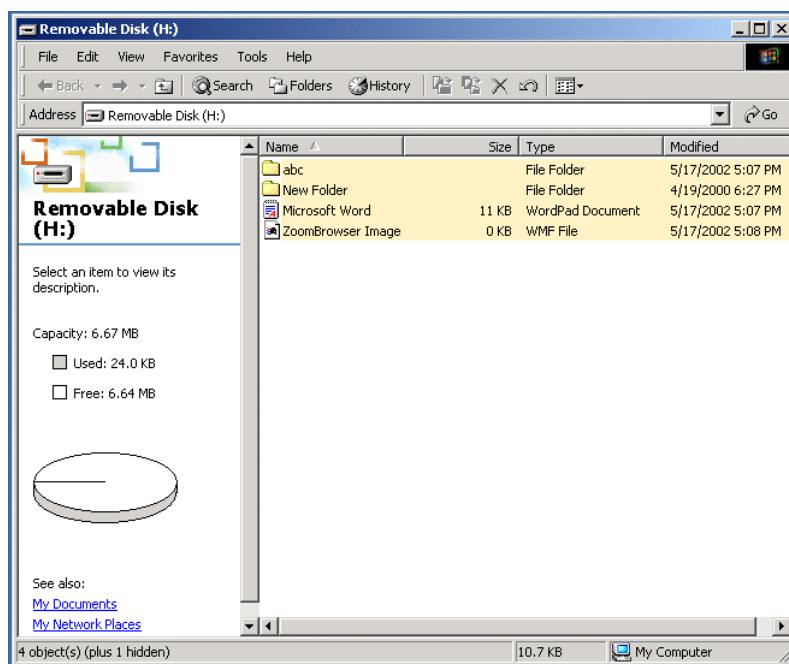 Removable Disk (H:)
File Edit View Favorites Tools Help
Back Search Folders History
Address Removable Disk (H:) Go
Removable Disk
(H:)
Select an item to view its
description.
Capacity: 6.67 MB
Used: 24.0 KB
Free: 6.64 MB
See also:
My Documents
My Network Places
Name Size Type Modified
abc File Folder 5/17/2002 5:07 PM
New Folder File Folder 4/19/2000 6:27 PM
Microsoft Word 11 KB WordPad Document 5/17/2002 5:07 PM
ZoomBrowser Image 0 KB WMF File 5/17/2002 5:08 PM
4 object(s) (plus 1 hidden) 10.7 KB My Computer